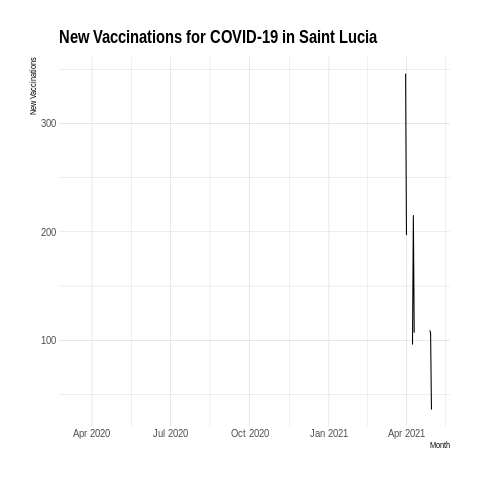 New Vaccinations for COVID-19 in Saint Lucia
New Vaccinations
300
200
100
Apr 2020 Jul 2020 Oct 2020 Jan 2021 Apr 2021
Month